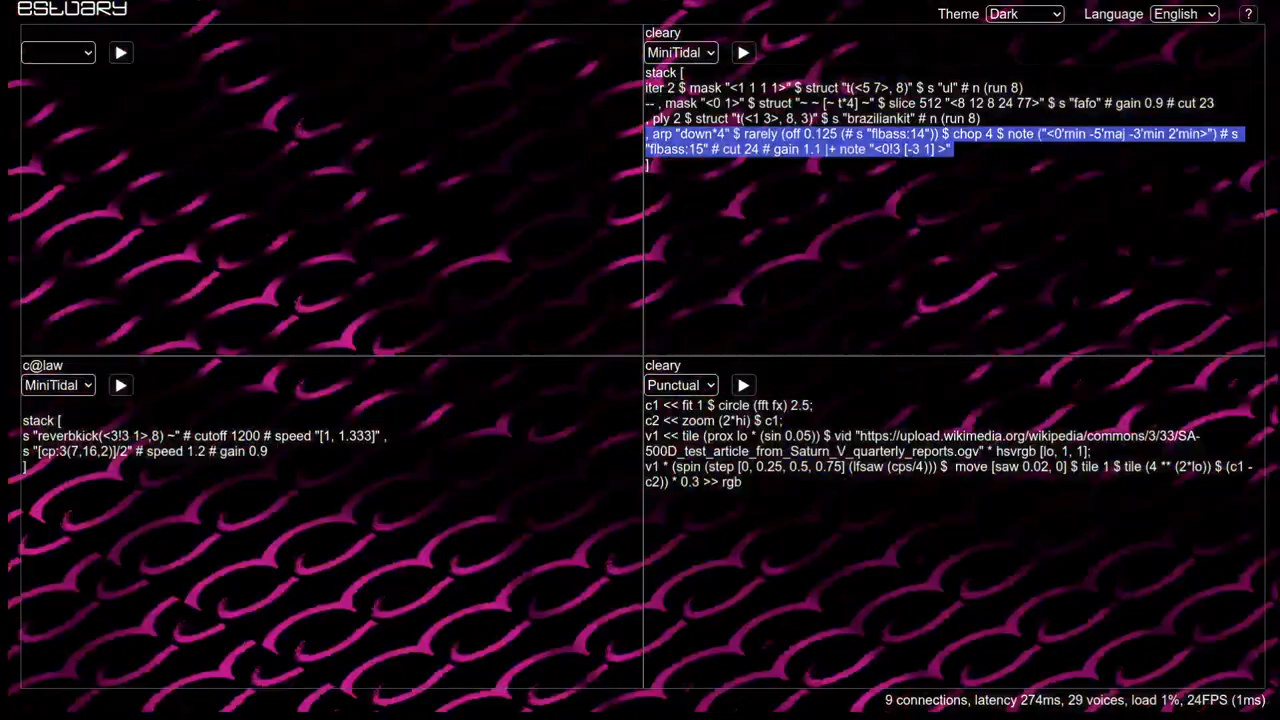 estuary
Theme Dark Language English ?
cleary
MiniTidal
stack [
iter 2 $ mask "<1 1 1 1>" $ struct "t(<5 7>, 8)" $ s "ul" # n (run 8)
-- , mask "<0 1>" $ struct "~ ~ [~ t*4] ~" $ slice 512 "<8 12 8 24 77>" $ s "fafo" # gain 0.9 # cut 23
, ply 2 $ struct "t(<1 3>, 8, 3)" $ s "braziliankit" # n (run 8)
, arp "down*4" $ rarely (off 0.125 (# s "flbass:14")) $ chop 4 $ note ("<0'min -5'maj -3'min 2'min>") # s
"flbass:15" # cut 24 # gain 1.1 |+ note "<0!3 [-3 1] >"
]
c@law
MiniTidal
stack [
s "reverbkick(<3!3 1>,8) ~" # cutoff 1200 # speed "[1, 1.333]" ,
s "[cp:3(7,16,2)]/2" # speed 1.2 # gain 0.9
]
cleary
Punctual
c1 << fit 1 $ circle (fft fx) 2.5;
c2 << zoom (2*hi) $ c1;
v1 << tile (prox lo * (sin 0.05)) $ vid "https://upload.wikimedia.org/wikipedia/commons/3/33/SA-
500D_test_article_from_Saturn_V_quarterly_reports.ogv" * hsvrgb [lo, 1, 1];
v1 * (spin (step [0, 0.25, 0.5, 0.75] (lfsaw (cps/4))) $  move [saw 0.02, 0] $ tile 1 $ tile (4 ** (2*lo)) $ (c1 -
c2)) * 0.3 >> rgb
9 connections, latency 274ms, 29 voices, load 1%, 24FPS (1ms)